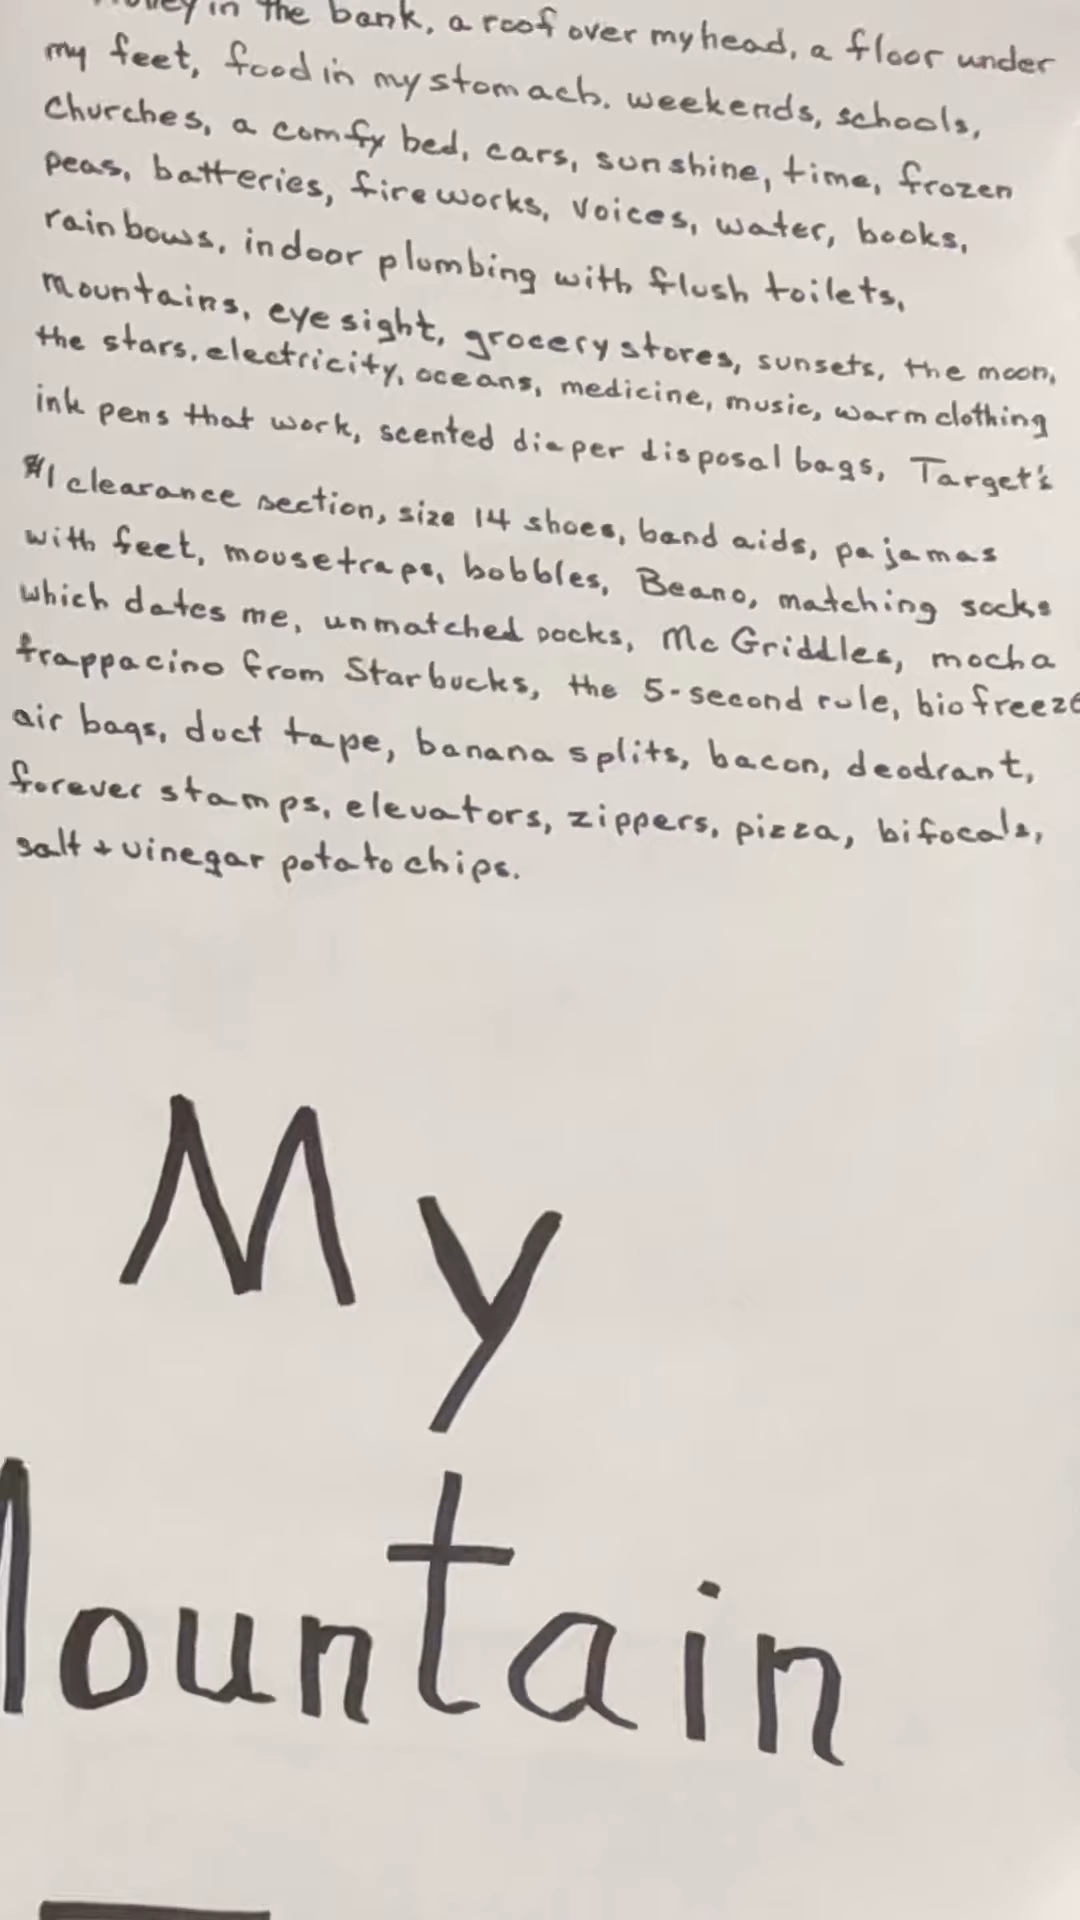 in the bank, a roof over my head, a floor under
my feet, food in my stomach. weekends, schools,
churches, a comfy bed, cars, sunshine, time, frozen
peas, batteries, fireworks, voices, water, books,
rainbows, indoor plumbing with flush toilets,
mountains, eyesight, grocery stores, sunsets, the moon,
the stars, electricity, oceans, medicine, music, warm clothing
ink pens that work, scented diaper disposal bags, Target's
$1 clearance section, size 14 shoes, band aids, pajamas
with feet, mousetraps, bobbles, Beano, matching socks
which dates me, unmatched socks, McGriddles, mocha
frappacino from Starbucks, the 5-second rule, biofreeze
air bags, duct tape, banana splits, bacon, deodrant,
forever stamps, elevators, zippers, pizza, bifocals,
salt + vinegar potato chips.
My
Mountain